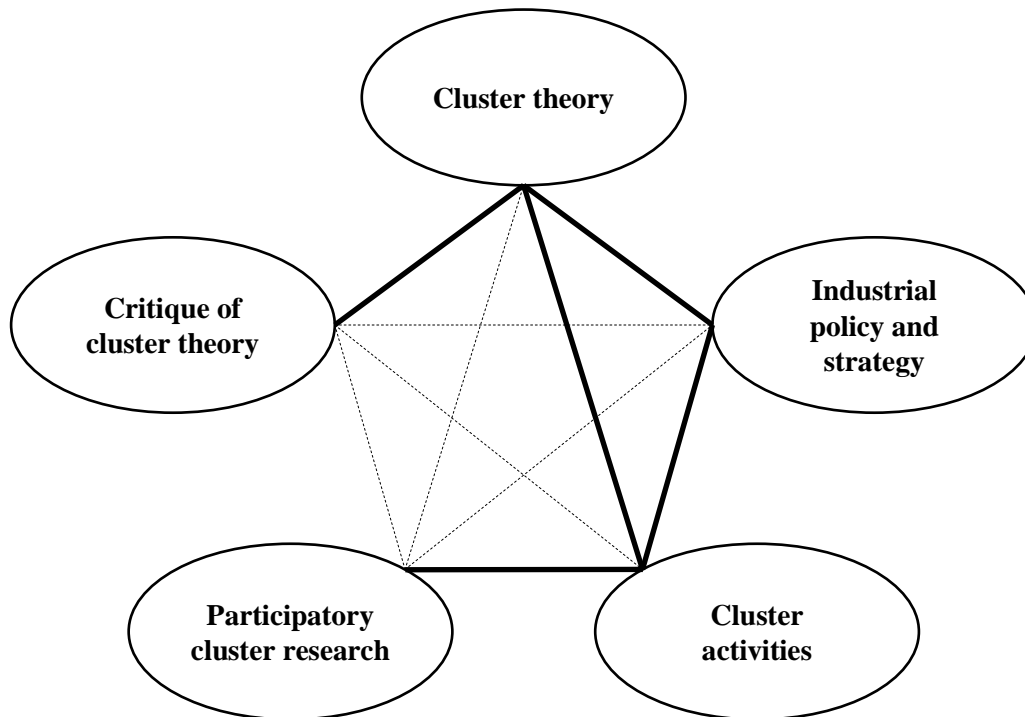 Cluster theory
Critique of
cluster theory
Industrial
policy and
strategy
Participatory
cluster research
Cluster
activities